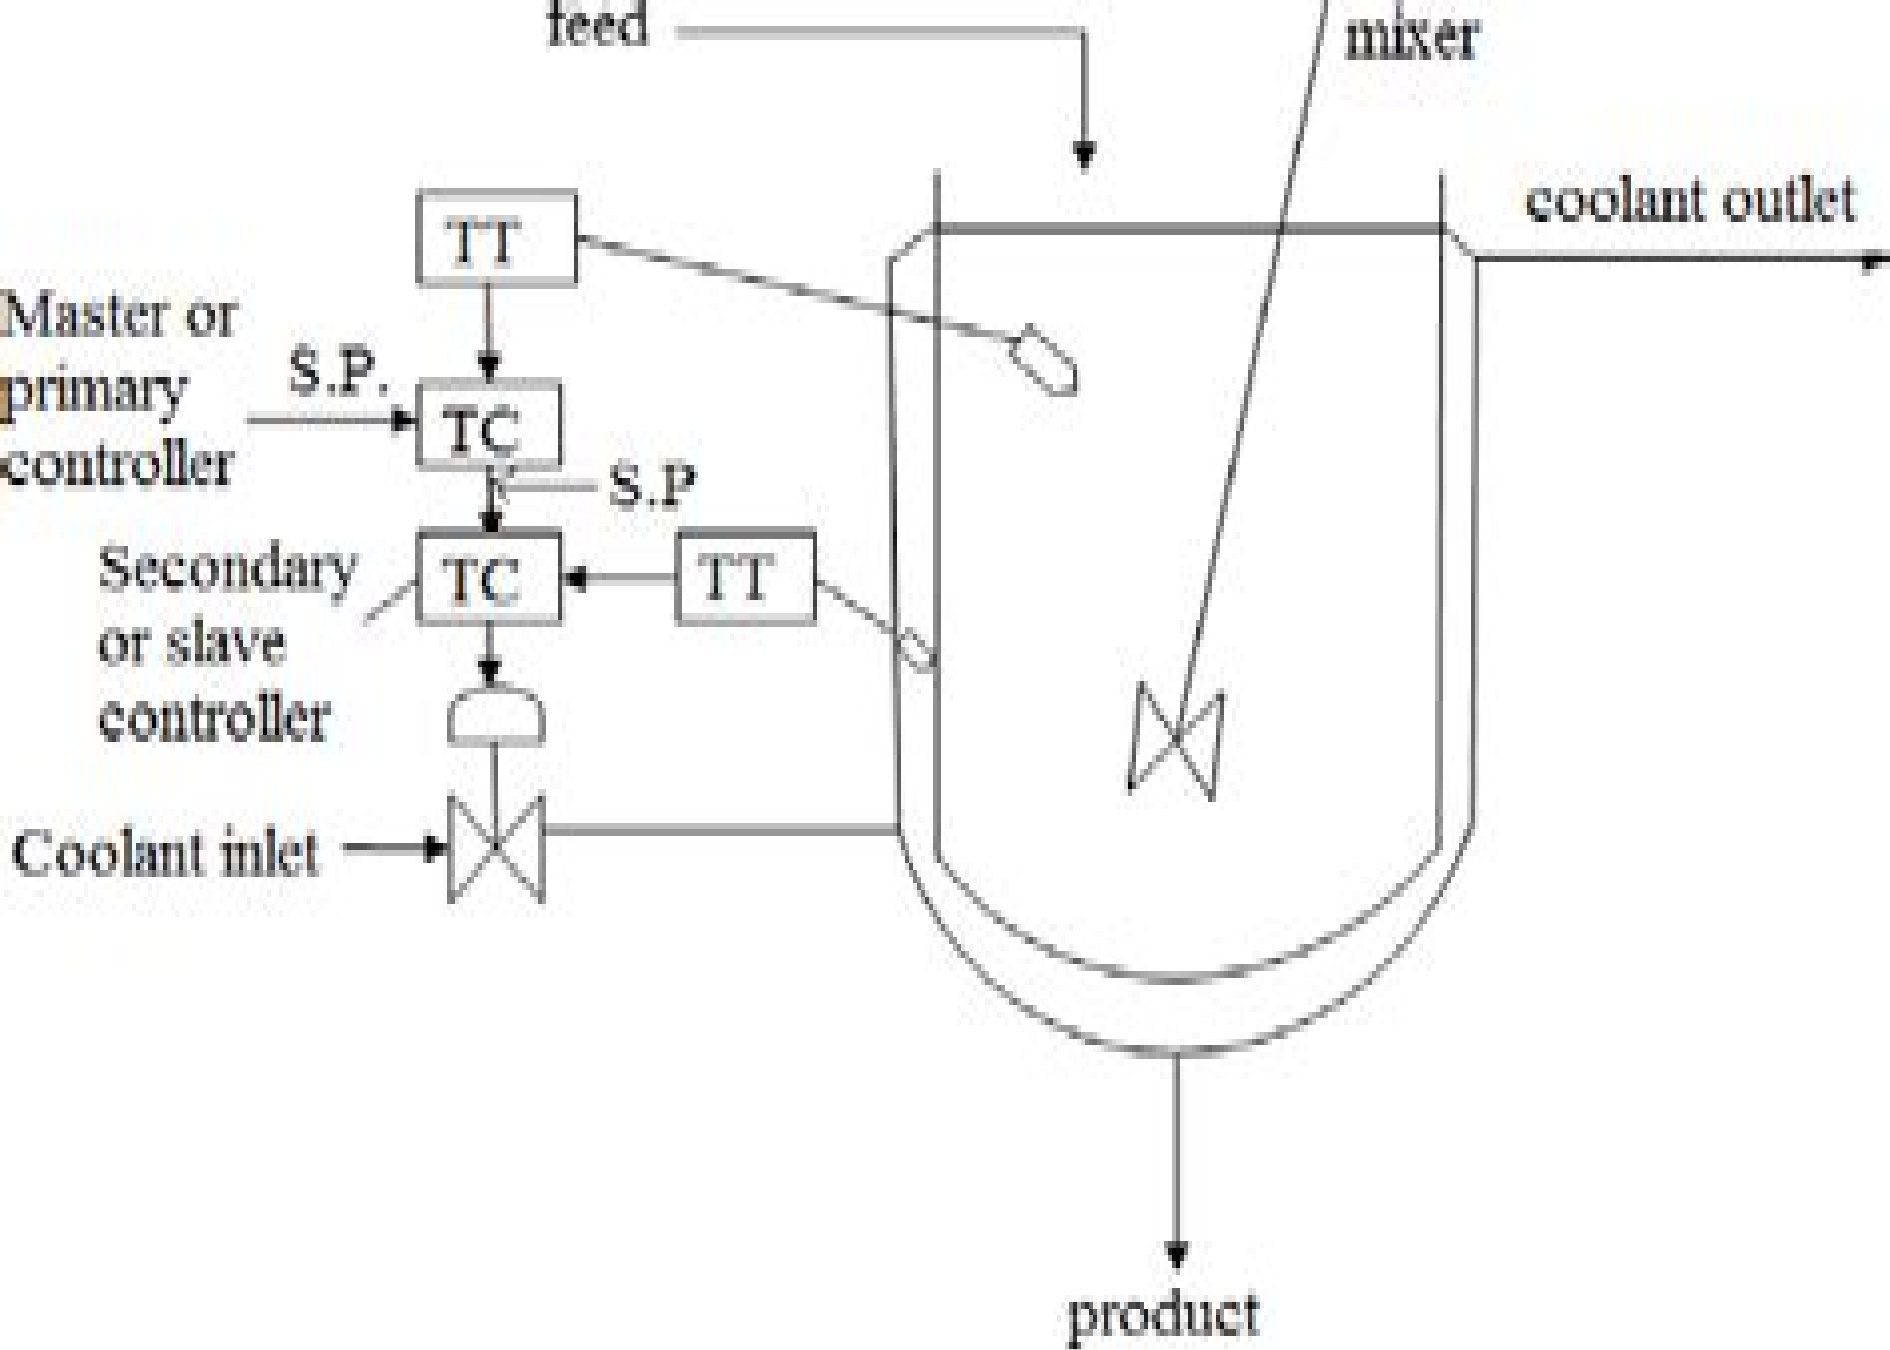 feed
mixer
coolant outlet
TT
Master or
primary
controller
S.P.
TC
S.P
Secondary
or slave
controller
TC
TT
Coolant inlet
product